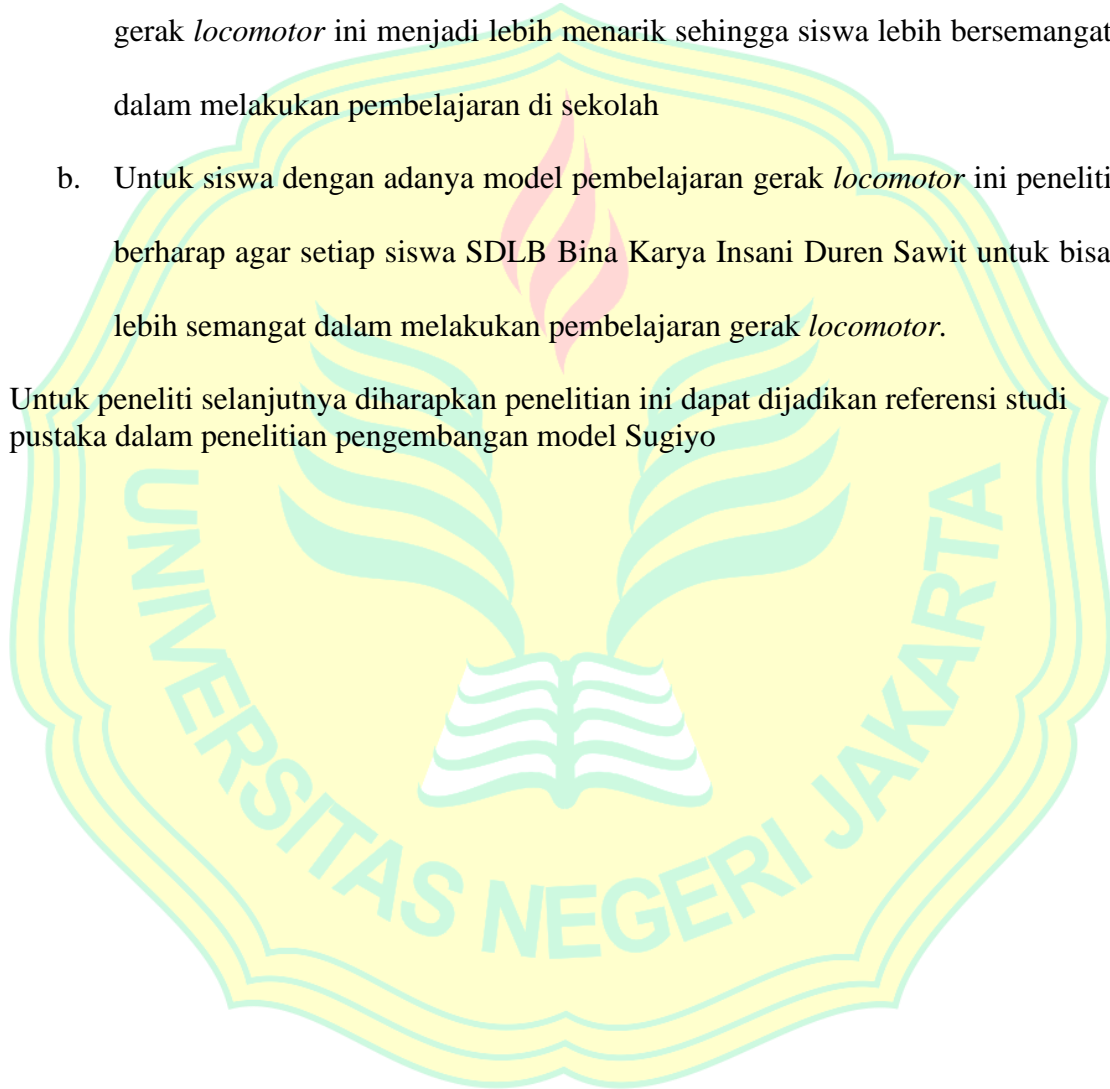 gerak locomotor ini menjadi lebih menarik sehingga siswa lebih bersemangat
dalam melakukan pembelajaran di sekolah
b. Untuk siswa dengan adanya model pembelajaran gerak locomotor ini peneliti
berharap agar setiap siswa SDLB Bina Karya Insani Duren Sawit untuk bisa
lebih semangat dalam melakukan pembelajaran gerak locomotor.
Untuk peneliti selanjutnya diharapkan penelitian ini dapat dijadikan referensi studi
pustaka dalam penelitian pengembangan model Sugiyo
UNIVERSITAS NEGERI JAKARTA